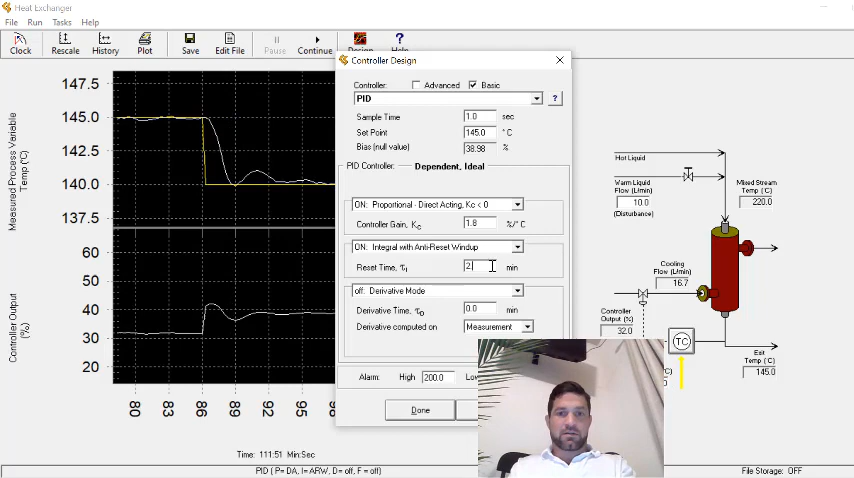 Heat Exchanger
File Run Tasks Help
Clock Rescale History Plot Save Edit File Pause Continue Design Help
Measured Process Variable
Temp (°C)
147.5
145.0
142.5
140.0
137.5
Controller Output
(%)
60
50
40
30
20
80 83 86 89 92 95 98
Time: 111:51 Min:Sec
Controller Design
Controller: Advanced Basic
PID ?
Sample Time 1.0 sec
Set Point 145.0 °C
Bias (null value) 38.98 %
PID Controller: Dependent, Ideal
ON: Proportional - Direct Acting, Kc < 0
Controller Gain, Kc 1.8 %/°C
ON: Integral with Anti-Reset Windup
Reset Time, τI 2. min
off: Derivative Mode
Derivative Time, τD 0.0 min
Derivative computed on Measurement
Alarm: High 200.0 Low
Done
Hot Liquid
Warm Liquid
Flow (L/min)
10.0
(Disturbance)
Mixed Stream
Temp (°C)
220.0
Cooling
Flow (L/min)
16.7
Controller
Output (%)
32.0
TC
Exit
Temp (°C)
145.0
PID ( P= DA, I= ARW, D= off, F = off)
File Storage: OFF